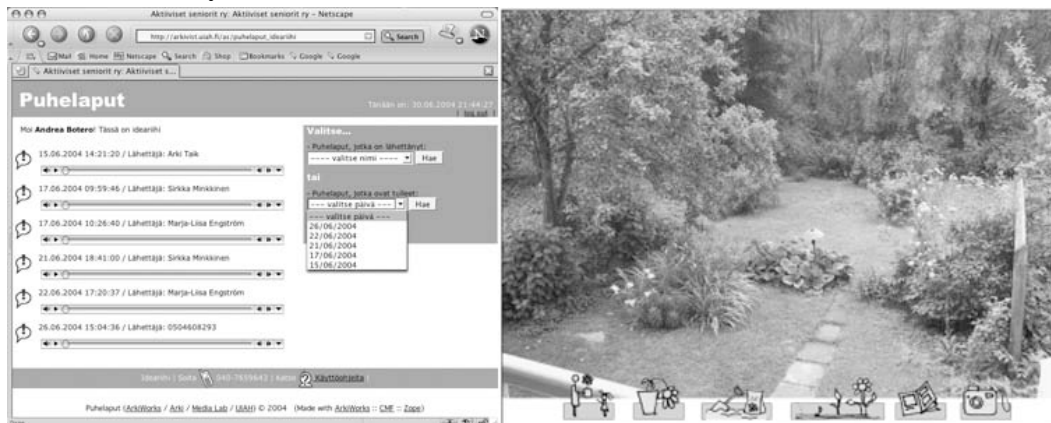 Aktiiviset seniorit ry: Aktiiviset seniorit ry – Netscape
http://arkivist.uiah.fi/ac/puhelaput_ideariihi
Search
Mail Home Netscape Search Shop Bookmarks Google Google
Aktiiviset seniorit ry: Aktiiviset s...
Puhelaput
Tänään on: 30.06.2004 21:44:27
| log out |
Moi Andrea Botero! Tässä on ideariihi
15.06.2004 14:21:20 / Lähettäjä: Arki Taik
17.06.2004 09:59:46 / Lähettäjä: Sirkka Minkkinen
17.06.2004 10:26:40 / Lähettäjä: Marja-Liisa Engström
21.06.2004 18:41:00 / Lähettäjä: Sirkka Minkkinen
22.06.2004 17:20:37 / Lähettäjä: Marja-Liisa Engström
26.06.2004 15:04:36 / Lähettäjä: 0504608293
Valitse...
- Puhelaput, jotka on lähettänyt:
---- valitse nimi ----
Hae
tai
- Puhelaput, jotka ovat tulleet:
--- valitse päivä ---
Hae
--- valitse päivä ---
26/06/2004
22/06/2004
21/06/2004
17/06/2004
15/06/2004
Ideariihi | Soita 040-7659642 | katso Käyttöohjeita |
Puhelaput (ArkiWorks / Arki / Media Lab / UIAH) © 2004 (Made with ArkiWorks :: CMF :: Zope)